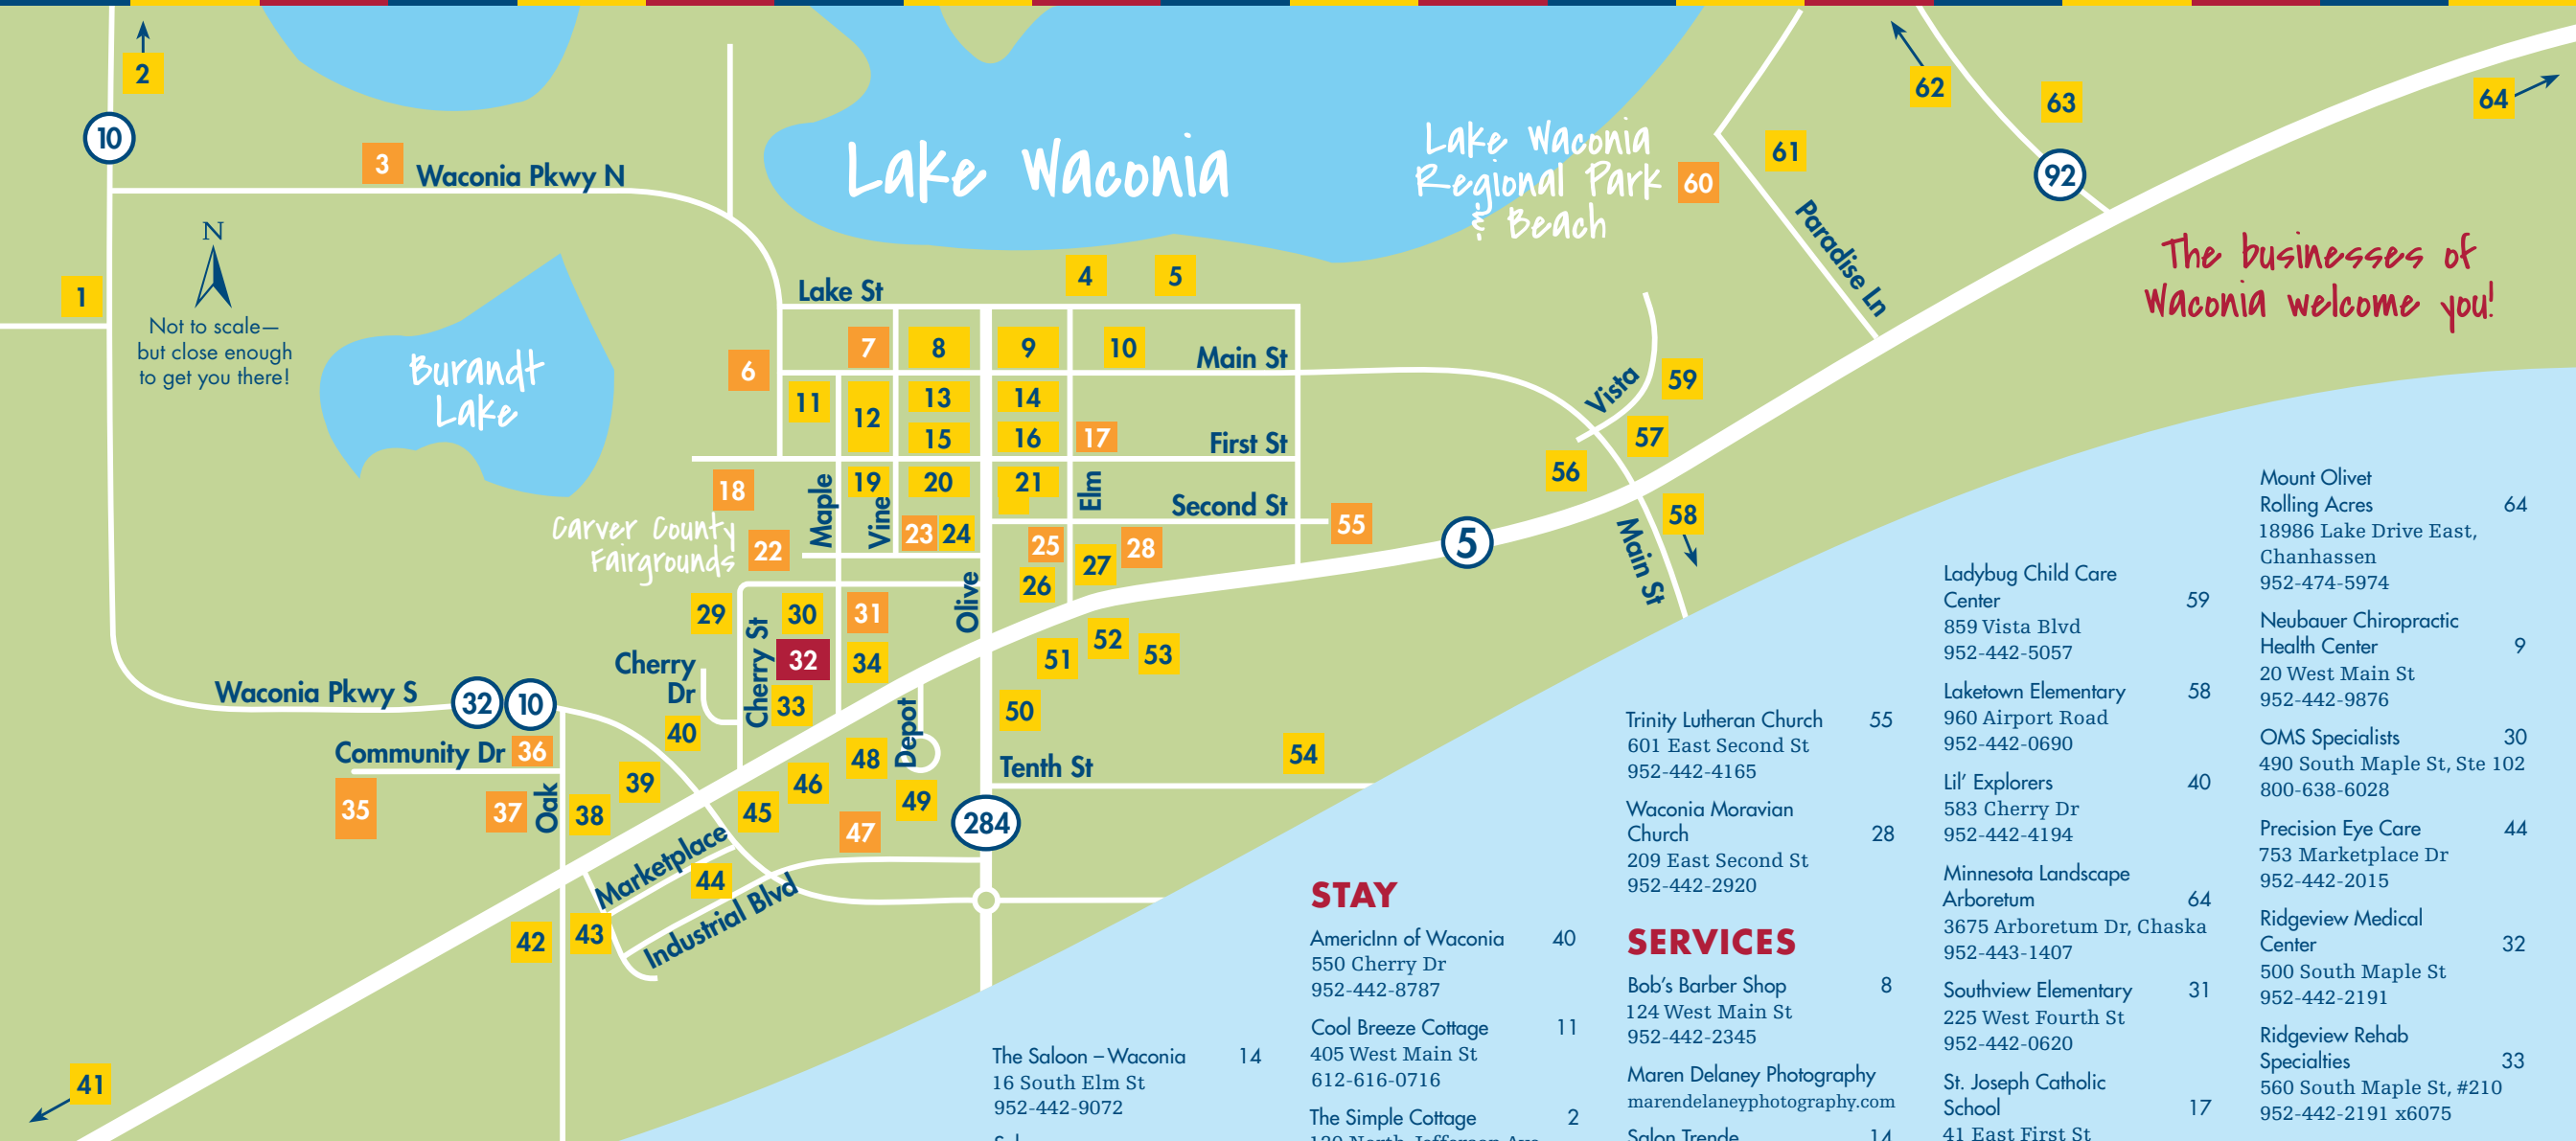 2
62
63
64
10
3
Waconia Pkwy N
Lake Waconia
Lake Waconia
Regional Park
& Beach
60
61
92
Paradise Ln
N
Not to scale—
but close enough
to get you there!
1
Burandt
Lake
The businesses of
Waconia welcome you!
4
5
Lake St
6
7
8
9
10
Main St
11
12
13
14
15
16
17
First St
18
19
20
21
Maple
Vine
Elm
Second St
Carver County
Fairgrounds
22
23
24
25
26
27
28
55
5
Vista
59
57
56
58
Main St
29
30
31
Olive
Cherry St
32
34
33
Cherry
Dr
40
51
52
53
50
Waconia Pkwy S
32
10
Community Dr
36
35
37
Oak
38
39
Depot
48
46
45
49
47
Tenth St
54
284
Marketplace
44
Industrial Blvd
42
43
41
The Saloon – Waconia 14
16 South Elm St
952-442-9072
STAY
AmericInn of Waconia 40
550 Cherry Dr
952-442-8787
Cool Breeze Cottage 11
405 West Main St
612-616-0716
The Simple Cottage 2
Trinity Lutheran Church 55
601 East Second St
952-442-4165
Waconia Moravian
Church 28
209 East Second St
952-442-2920
SERVICES
Bob's Barber Shop 8
124 West Main St
952-442-2345
Maren Delaney Photography
marendelaneyphotography.com
Salon Trende 14
Ladybug Child Care
Center 59
859 Vista Blvd
952-442-5057
Laketown Elementary 58
960 Airport Road
952-442-0690
Lil' Explorers 40
583 Cherry Dr
952-442-4194
Minnesota Landscape
Arboretum 64
3675 Arboretum Dr, Chaska
952-443-1407
Southview Elementary 31
225 West Fourth St
952-442-0620
St. Joseph Catholic
School 17
41 East First St
Mount Olivet
Rolling Acres 64
18986 Lake Drive East,
Chanhassen
952-474-5974
Neubauer Chiropractic
Health Center 9
20 West Main St
952-442-9876
OMS Specialists 30
490 South Maple St, Ste 102
800-638-6028
Precision Eye Care 44
753 Marketplace Dr
952-442-2015
Ridgeview Medical
Center 32
500 South Maple St
952-442-2191
Ridgeview Rehab
Specialties 33
560 South Maple St, #210
952-442-2191 x6075